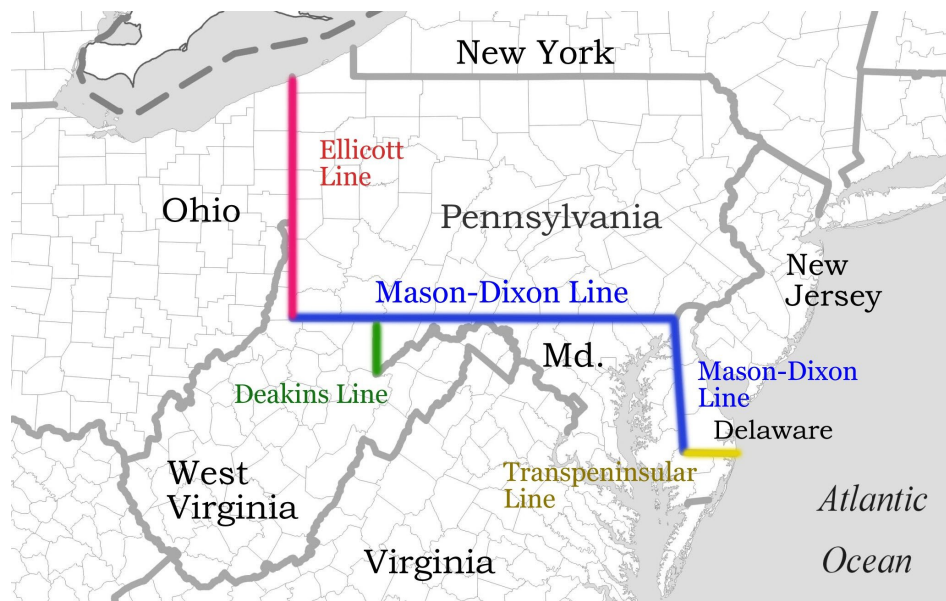 New York
Ellicott
Line
Ohio
Pennsylvania
New
Jersey
Mason-Dixon Line
Md.
Mason-Dixon
Line
Deakins Line
Delaware
West
Virginia
Transpeninsular
Line
Atlantic
Ocean
Virginia